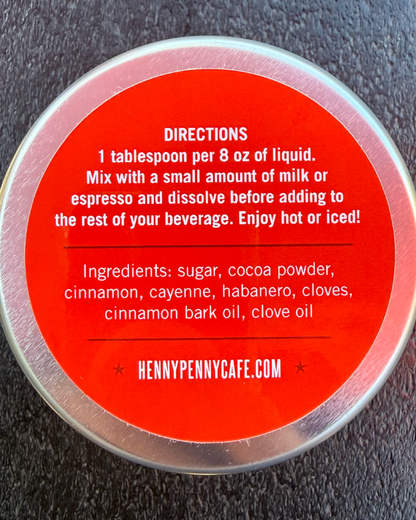 DIRECTIONS
1 tablespoon per 8 oz of liquid.
Mix with a small amount of milk or
espresso and dissolve before adding to
the rest of your beverage. Enjoy hot or iced!
Ingredients: sugar, cocoa powder,
cinnamon, cayenne, habanero, cloves,
cinnamon bark oil, clove oil
HENNYPENNYCAFE.COM